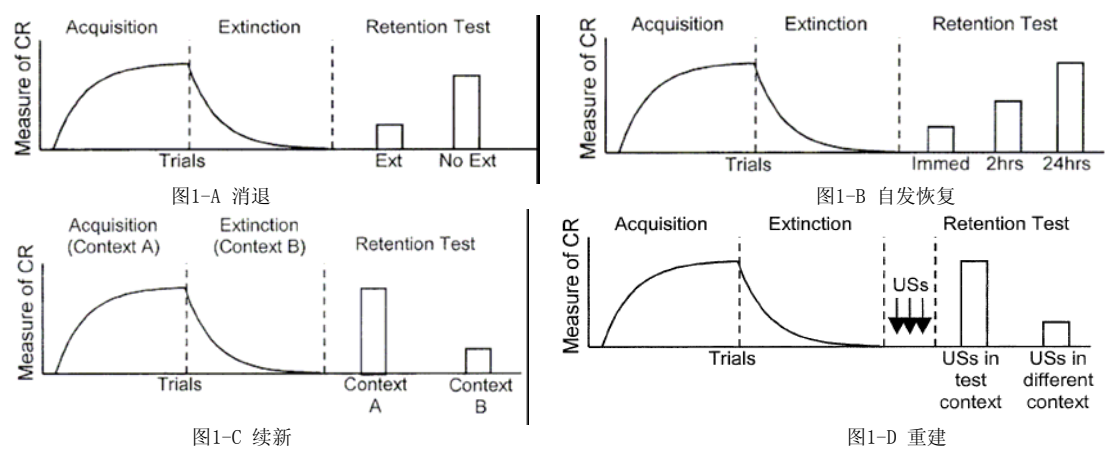 Acquisition
Extinction
Retention Test
Measure of CR
Trials
Ext
No Ext
图1-A 消退
Acquisition
Extinction
Retention Test
Measure of CR
Trials
Immed
2hrs
24hrs
图1-B 自发恢复
Acquisition
(Context A)
Extinction
(Context B)
Retention Test
Measure of CR
Trials
Context
A
Context
B
图1-C 续新
Acquisition
Extinction
Retention Test
Measure of CR
USs
Trials
USs in
test
context
USs in
different
context
图1-D 重建